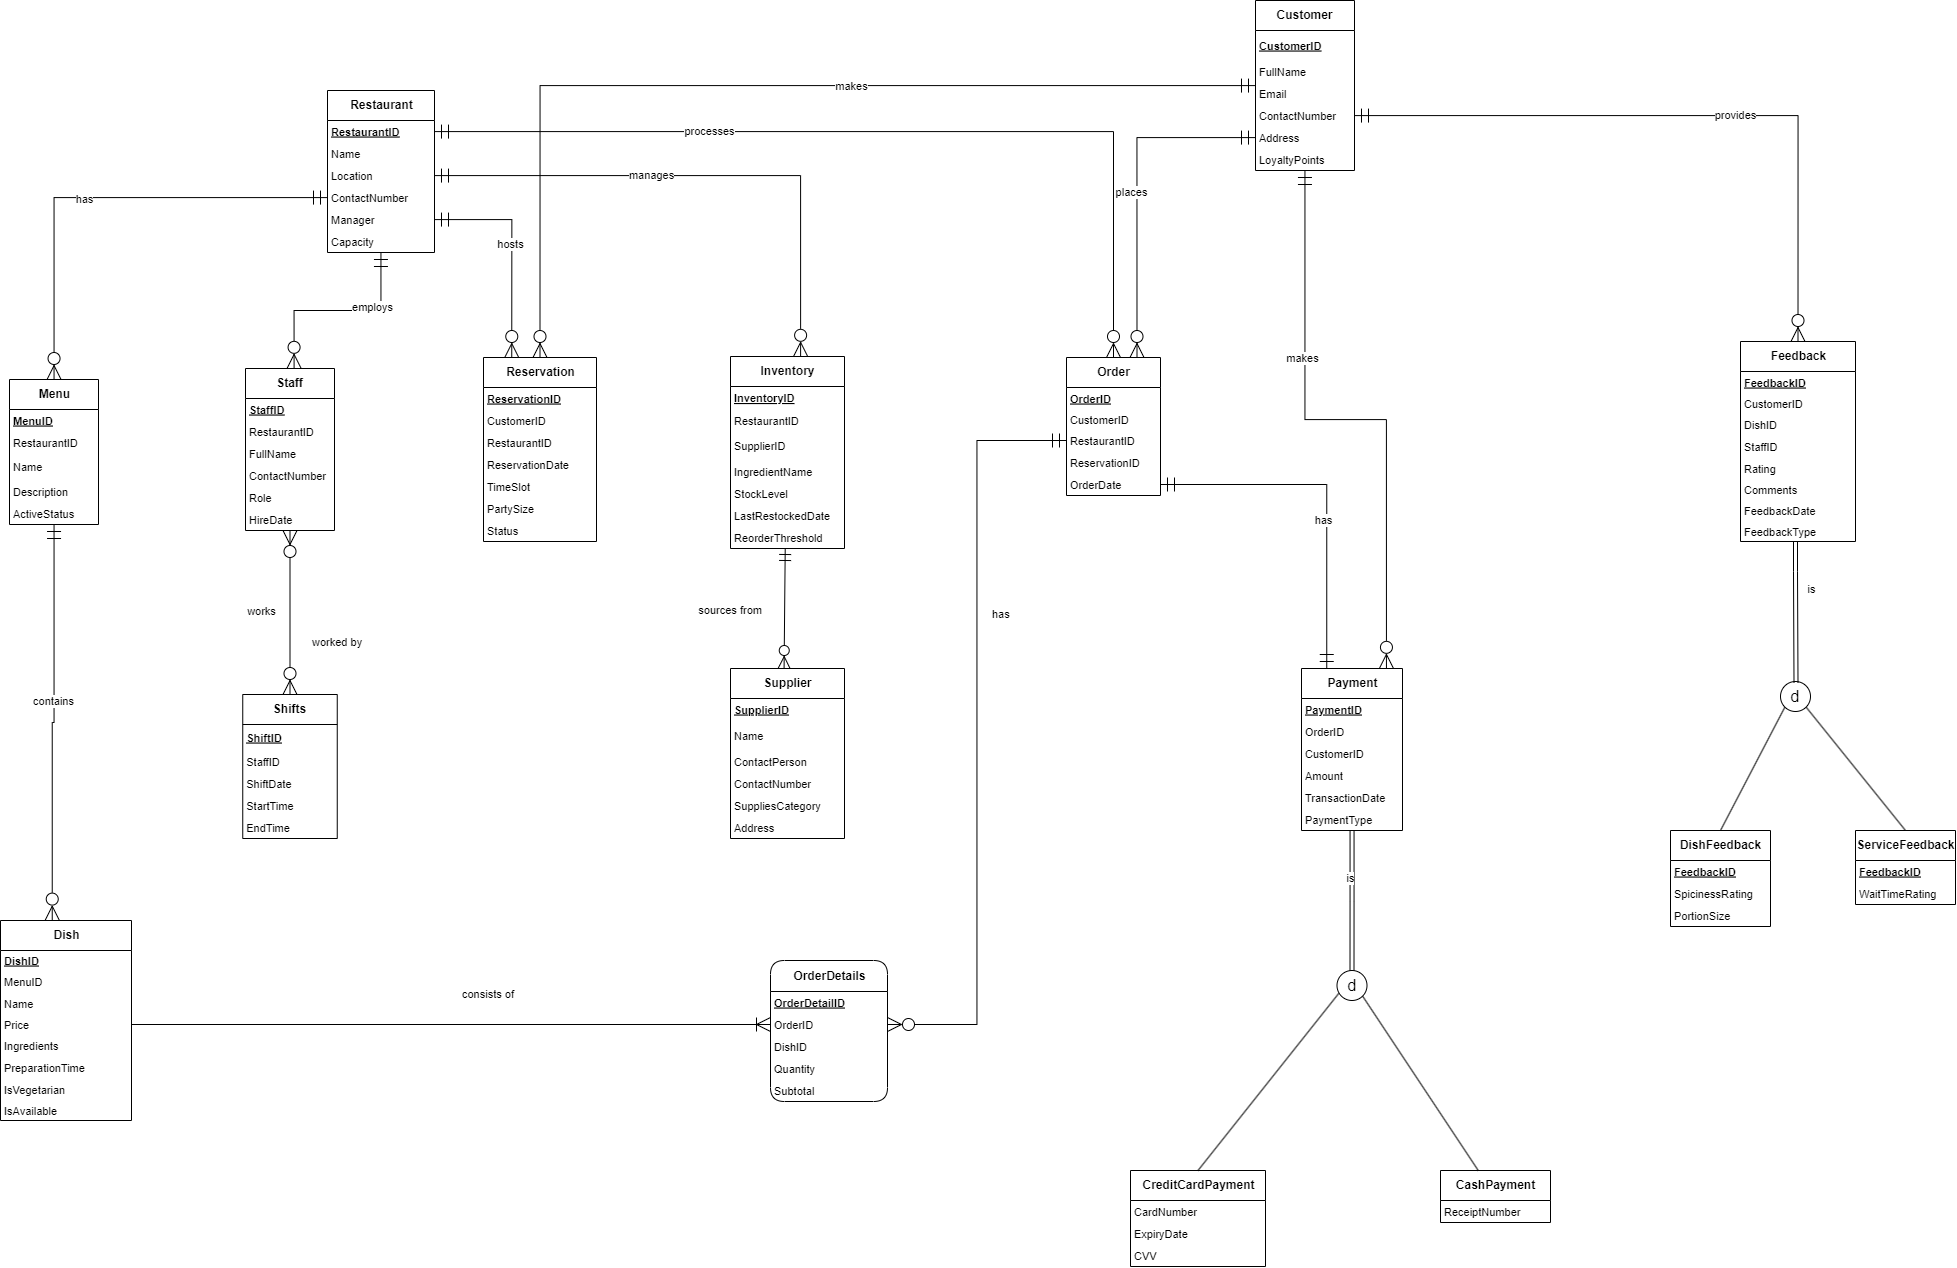 Customer
CustomerID
FullName
Email
ContactNumber
Address
LoyaltyPoints
makes
provides
places
makes
Restaurant
RestaurantID
Name
Location
ContactNumber
Manager
Capacity
processes
manages
hosts
has
employs
Menu
MenuID
RestaurantID
Name
Description
ActiveStatus
Staff
StaffID
RestaurantID
FullName
ContactNumber
Role
HireDate
Reservation
ReservationID
CustomerID
RestaurantID
ReservationDate
TimeSlot
PartySize
Status
Inventory
InventoryID
RestaurantID
SupplierID
IngredientName
StockLevel
LastRestockedDate
ReorderThreshold
Order
OrderID
CustomerID
RestaurantID
ReservationID
OrderDate
Feedback
FeedbackID
CustomerID
DishID
StaffID
Rating
Comments
FeedbackDate
FeedbackType
has
is
works
worked by
sources from
has
contains
Shifts
ShiftID
StaffID
ShiftDate
StartTime
EndTime
Supplier
SupplierID
Name
ContactPerson
ContactNumber
SuppliesCategory
Address
Payment
PaymentID
OrderID
CustomerID
Amount
TransactionDate
PaymentType
d
DishFeedback
FeedbackID
SpicinessRating
PortionSize
ServiceFeedback
FeedbackID
WaitTimeRating
is
Dish
DishID
MenuID
Name
Price
Ingredients
PreparationTime
IsVegetarian
IsAvailable
consists of
OrderDetails
OrderDetailID
OrderID
DishID
Quantity
Subtotal
d
CreditCardPayment
CardNumber
ExpiryDate
CVV
CashPayment
ReceiptNumber